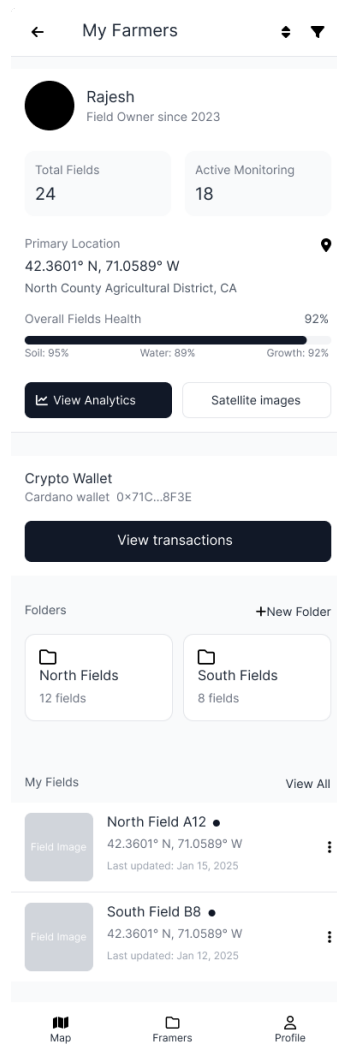 My Farmers
Rajesh
Field Owner since 2023
Total Fields
24
Active Monitoring
18
Primary Location
42.3601° N, 71.0589° W
North County Agricultural District, CA
Overall Fields Health 92%
Soil: 95% Water: 89% Growth: 92%
View Analytics
Satellite images
Crypto Wallet
Cardano wallet 0×71C...8F3E
View transactions
Folders +New Folder
North Fields
12 fields
South Fields
8 fields
My Fields View All
Field Image
North Field A12
42.3601° N, 71.0589° W
Last updated: Jan 15, 2025
Field Image
South Field B8
42.3601° N, 71.0589° W
Last updated: Jan 12, 2025
Map Framers Profile